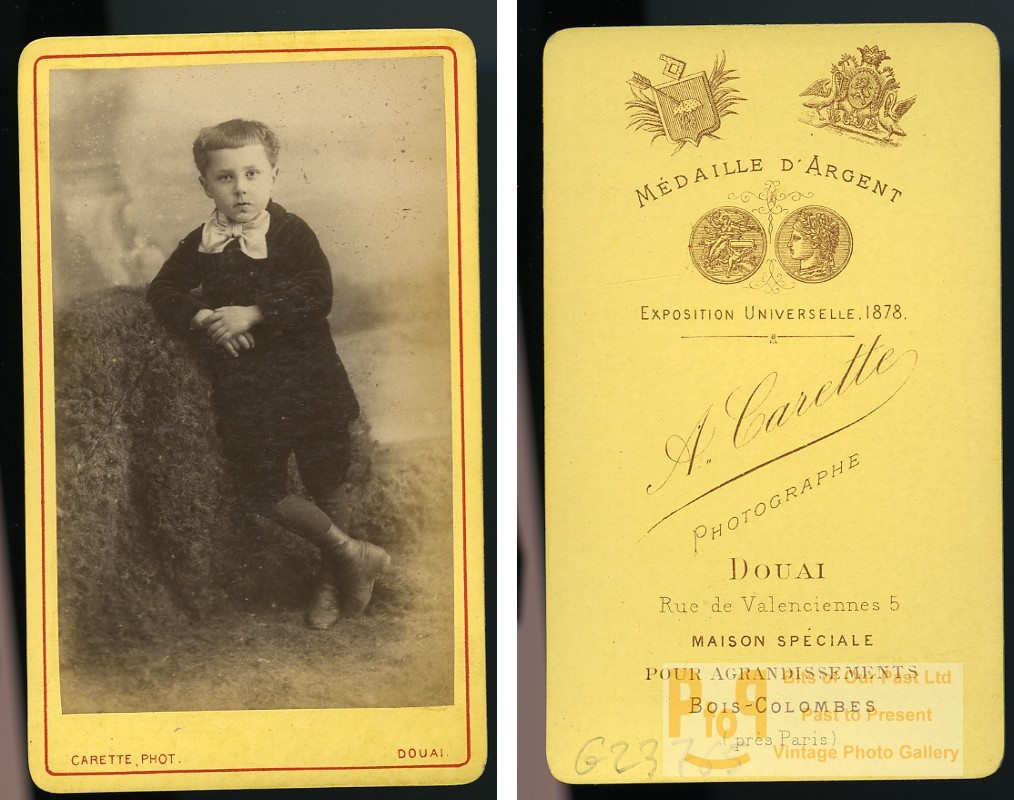 CARETTE, PHOT.
DOUAI.
MÉDAILLE D'ARGENT
EXPOSITION UNIVERSELLE, 1878.
A. Carette
PHOTOGRAPHE
DOUAI
Rue de Valenciennes 5
MAISON SPÉCIALE
POUR AGRANDISSEMENTS
BOIS-COLOMBES
(près Paris)
PtoP
Bits of Our Past Ltd
Past to Present
Vintage Photo Gallery